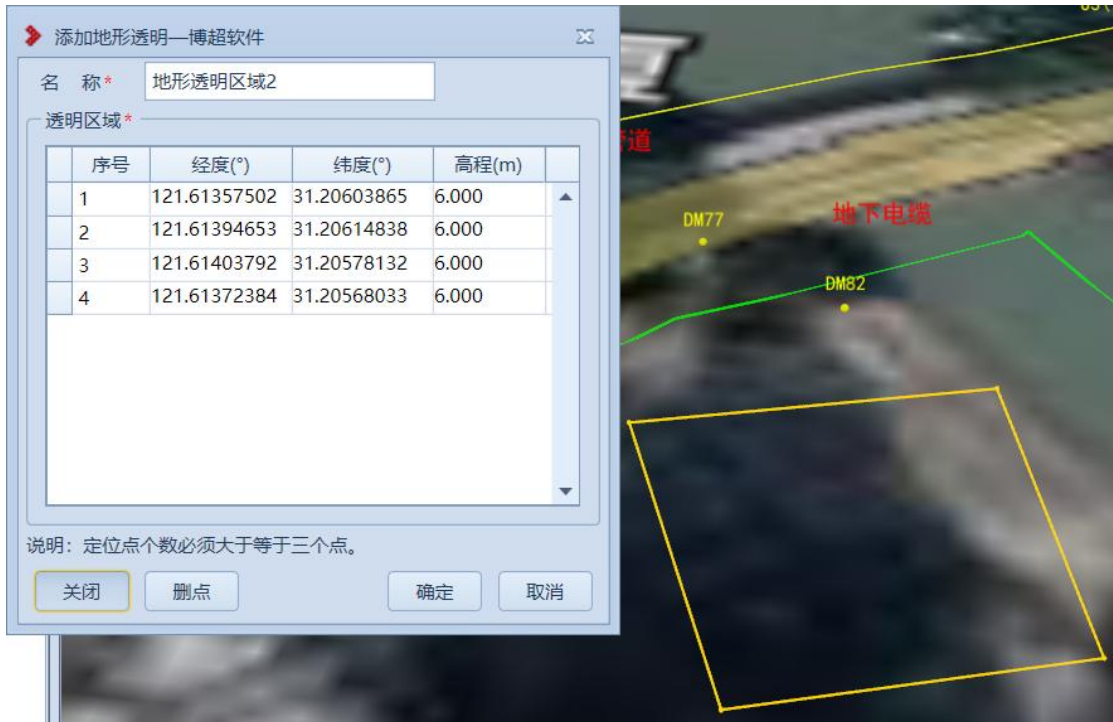 添加地形透明—博超软件
名 称* 地形透明区域2
透明区域*
序号 经度(°) 纬度(°) 高程(m)
1 121.61357502 31.20603865 6.000
2 121.61394653 31.20614838 6.000
3 121.61403792 31.20578132 6.000
4 121.61372384 31.20568033 6.000
说明：定位点个数必须大于等于三个点。
关闭 删点 确定 取消
道
地下电缆
DM77
DM82